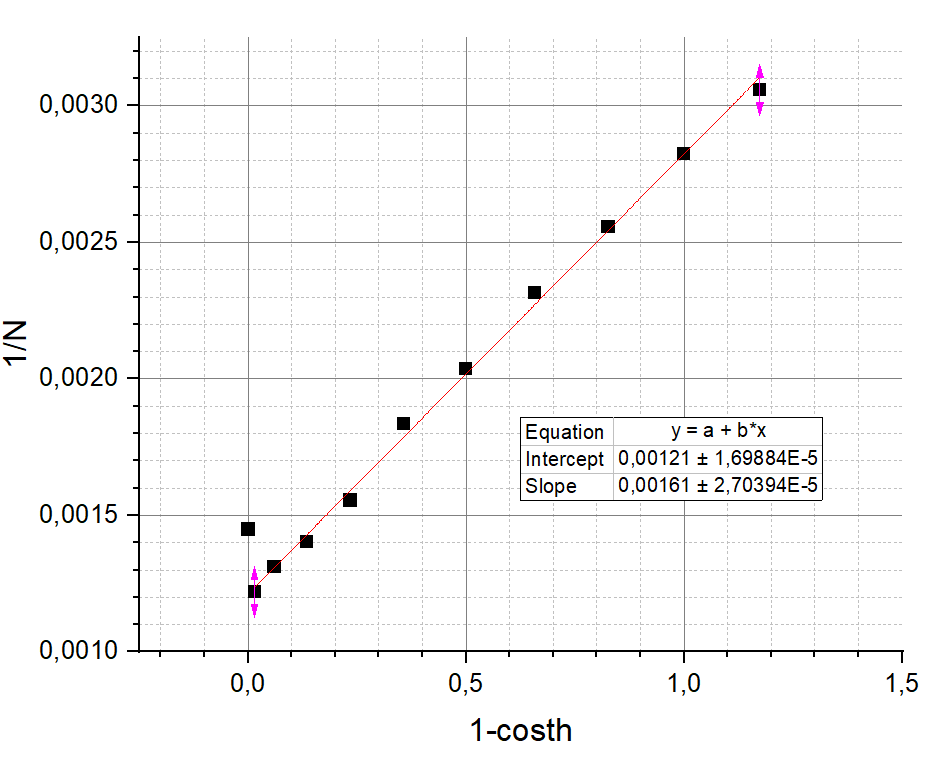 0,0030
0,0025
0,0020
0,0015
0,0010
1/N
Equation y = a + b*x
Intercept 0,00121 ± 1,69884E-5
Slope 0,00161 ± 2,70394E-5
0,0 0,5 1,0 1,5
1-costh